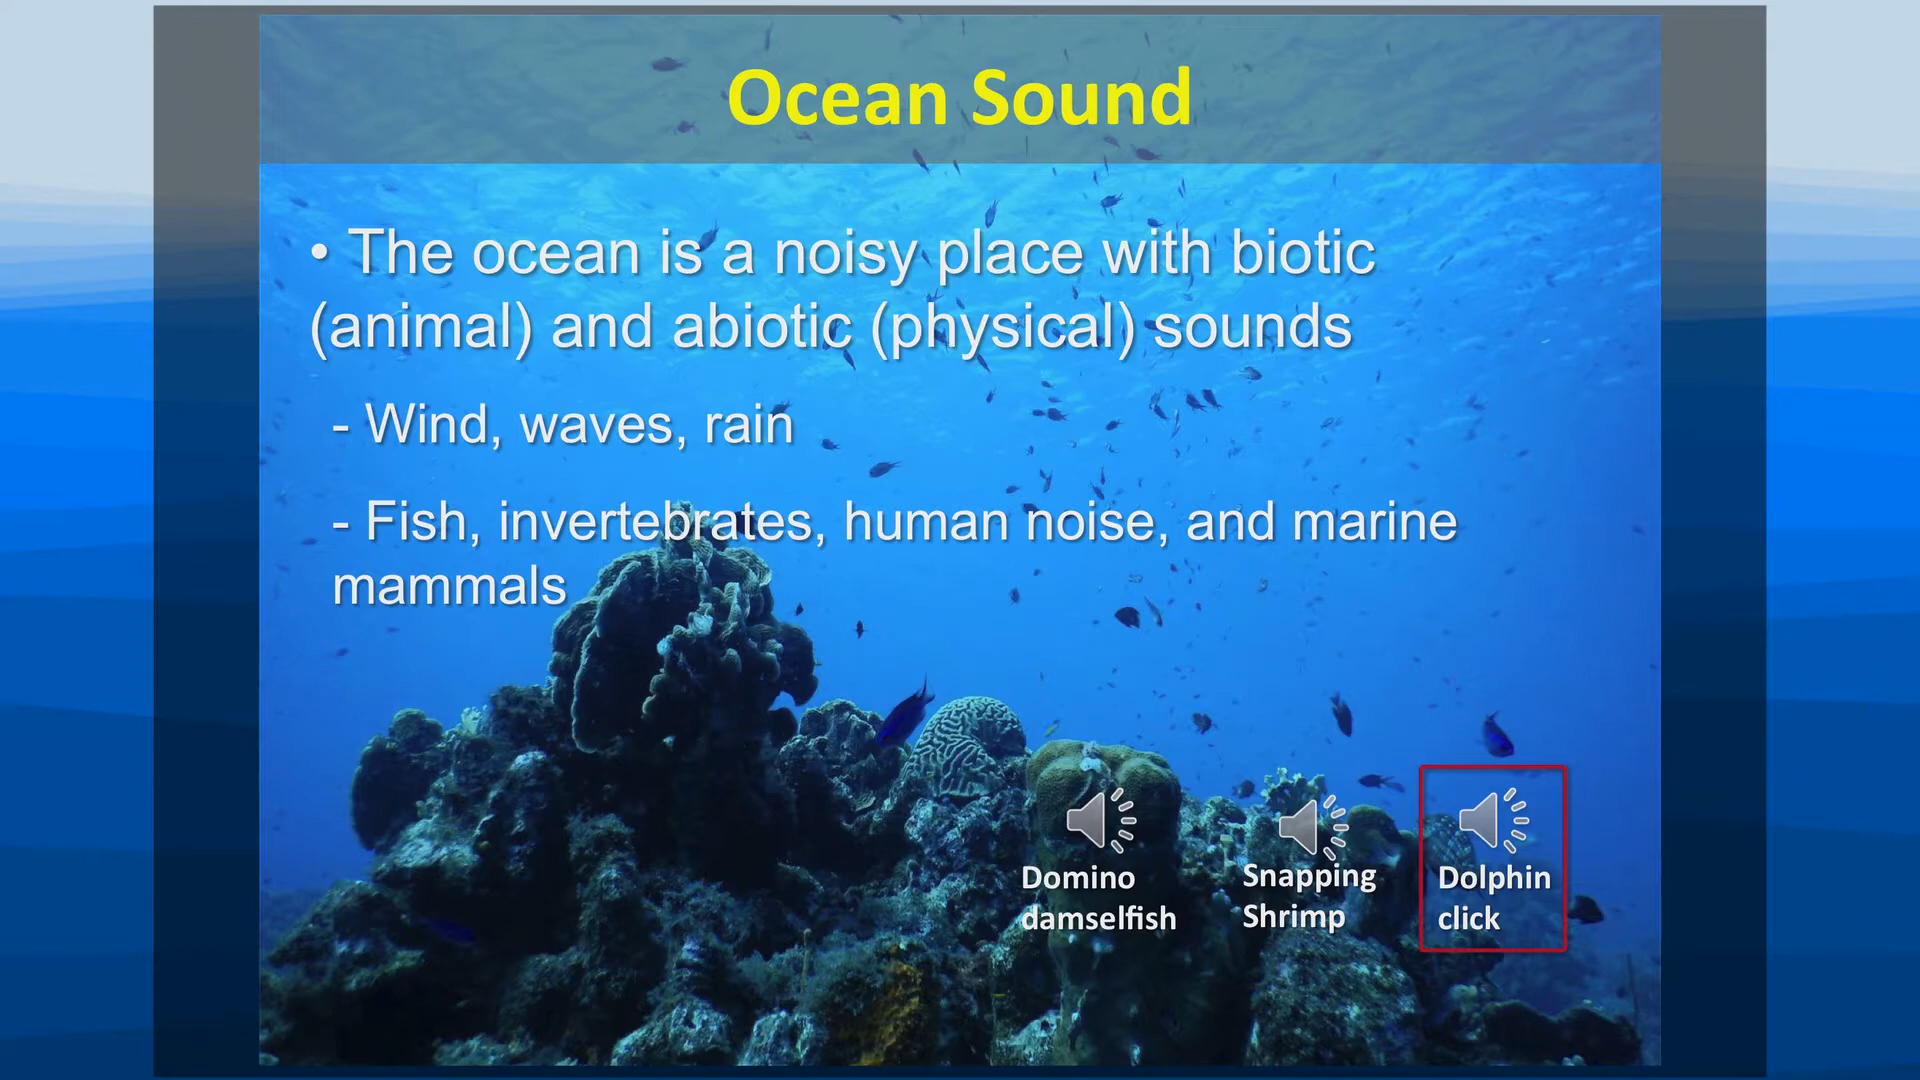 Ocean Sound
• The ocean is a noisy place with biotic
(animal) and abiotic (physical) sounds
- Wind, waves, rain
- Fish, invertebrates, human noise, and marine
mammals
Domino
damselfish
Snapping
Shrimp
Dolphin
click